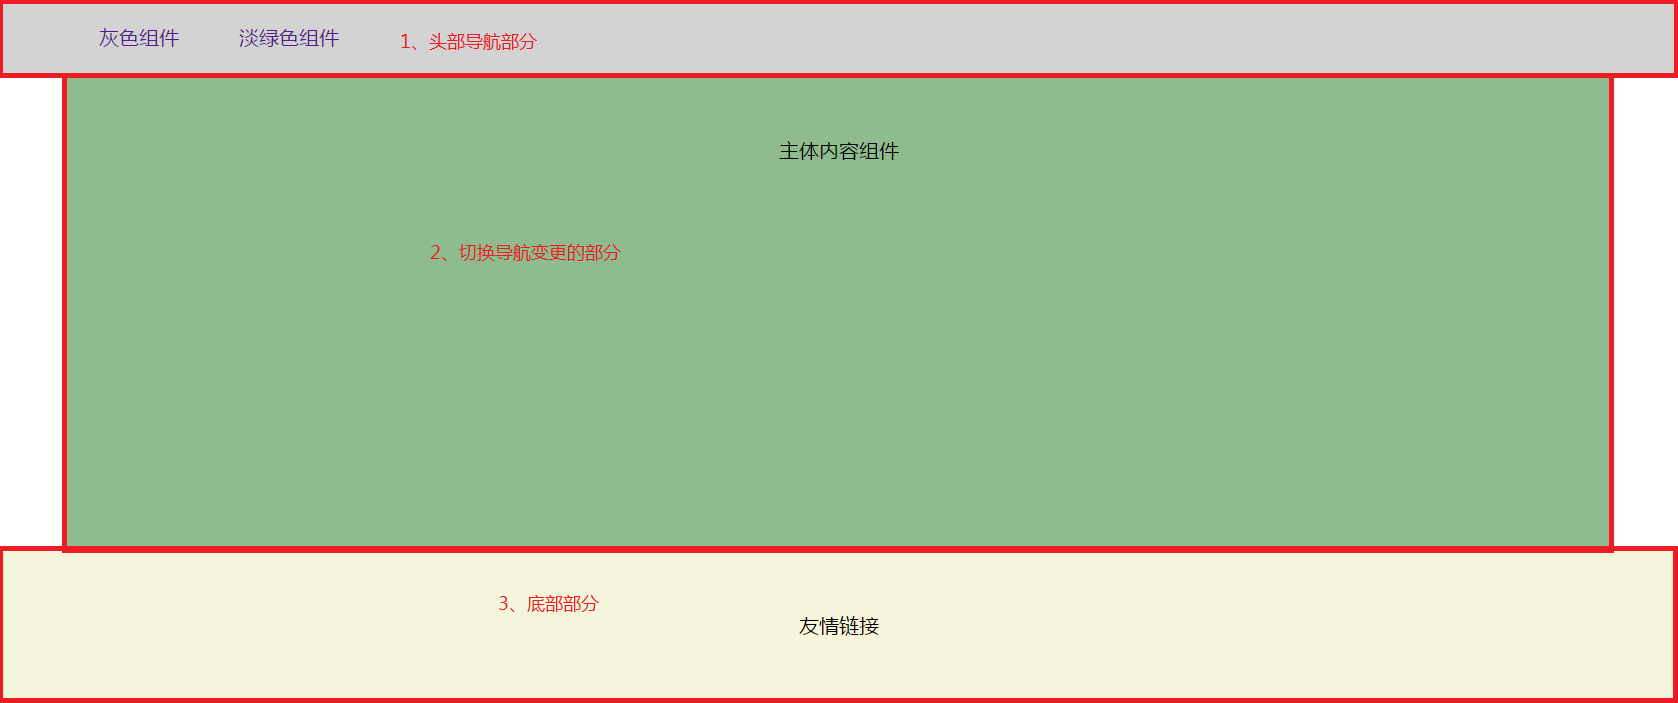 灰色组件 淡绿色组件 1、头部导航部分
主体内容组件
2、切换导航变更的部分
3、底部部分
友情链接